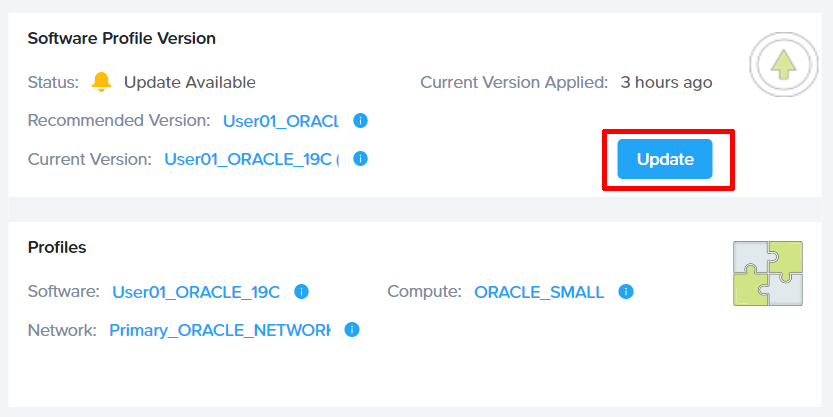 Software Profile Version
Status: Update Available Current Version Applied: 3 hours ago
Recommended Version: User01_ORACL
Current Version: User01_ORACLE_19C ( Update
Profiles
Software: User01_ORACLE_19C Compute: ORACLE_SMALL
Network: Primary_ORACLE_NETWORK